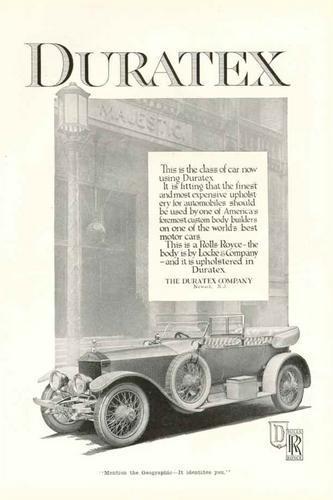 DURATEX
MAJESTIC
This is the class of car now
using Duratex.
It is fitting that the finest
and most expensive upholst
ery for automobiles should
be used by one of America's
foremost custom body builders
on one of the world's best
motor cars.
This is a Rolls Royce - the
body is by Locke & Company
- and it is upholstered in
Duratex.
THE DURATEX COMPANY
Newark, N.J.
D
ROLLS
RR
ROYCE
"Mention the Geographic—It identifies you."